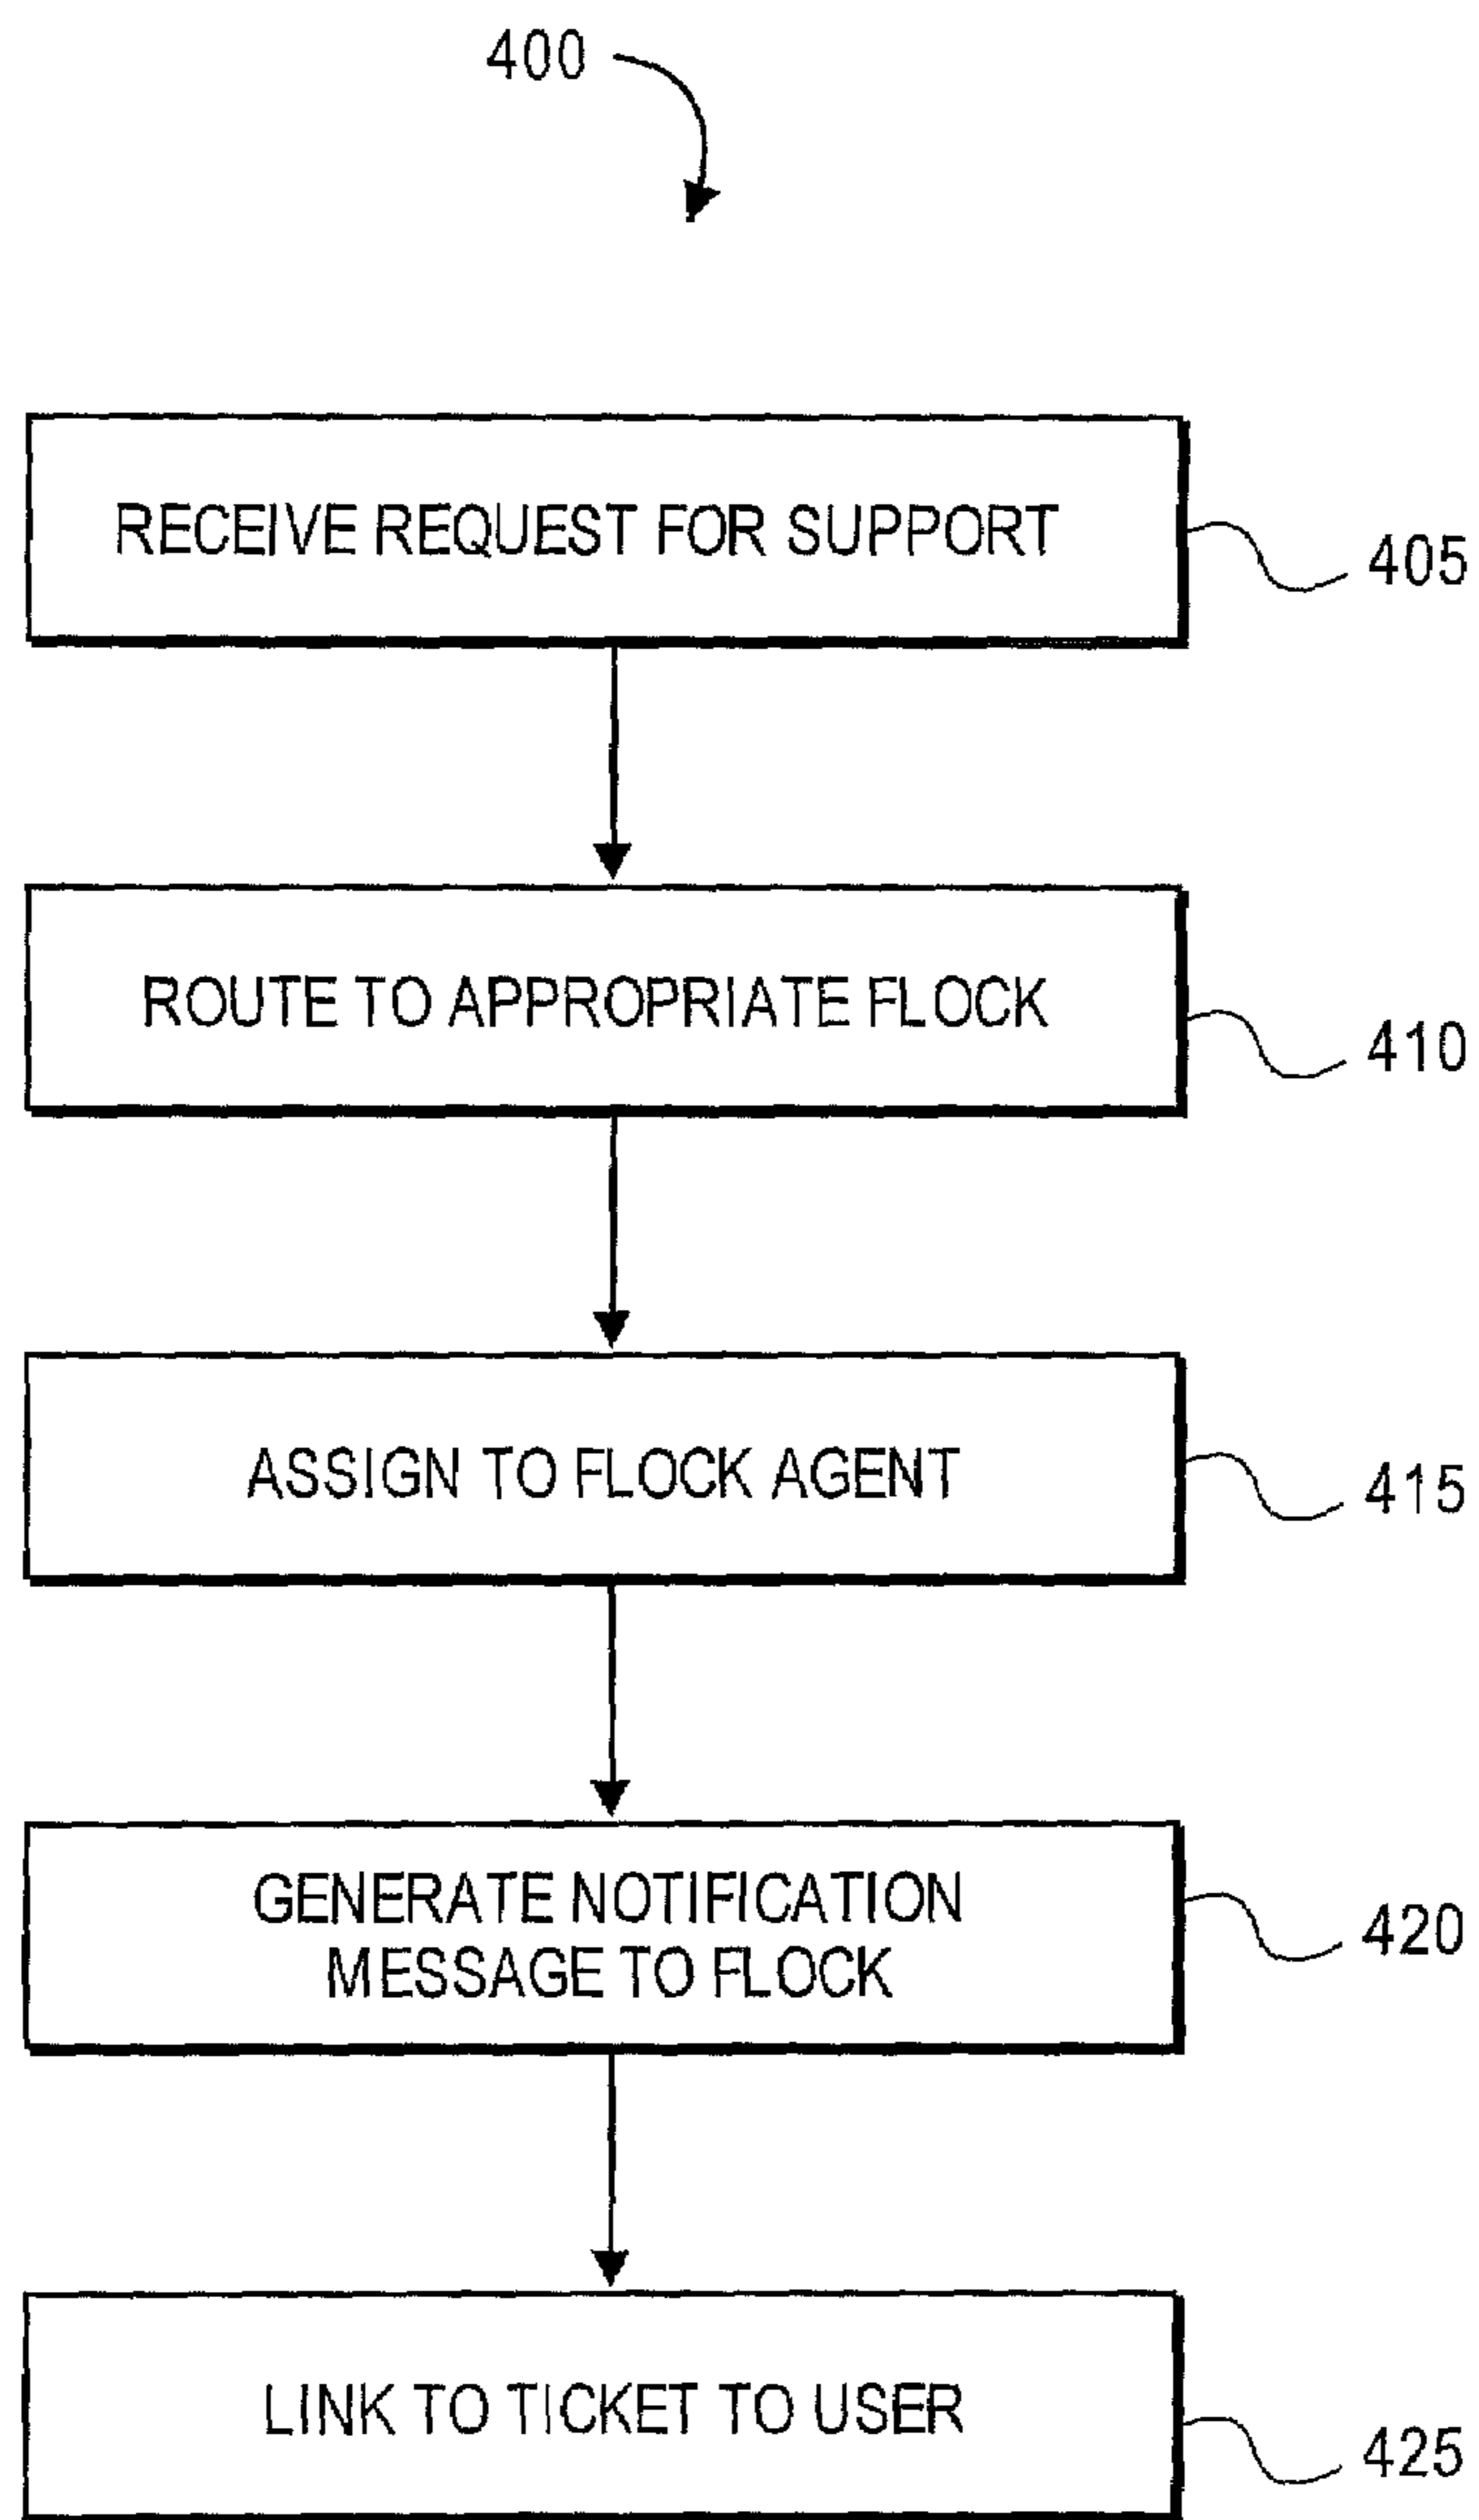 400
RECEIVE REQUEST FOR SUPPORT
405
ROUTE TO APPROPRIATE FLOCK
410
ASSIGN TO FLOCK AGENT
415
GENERATE NOTIFICATION
MESSAGE TO FLOCK
420
LINK TO TICKET TO USER
425